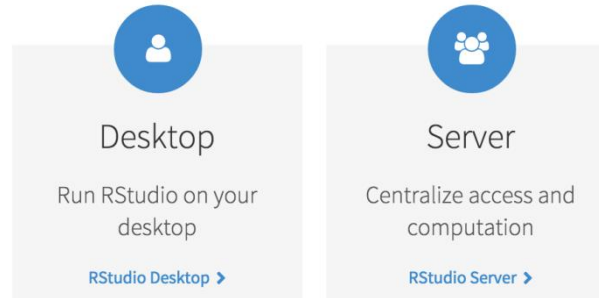 Desktop
Run RStudio on your
desktop
RStudio Desktop >
Server
Centralize access and
computation
RStudio Server >